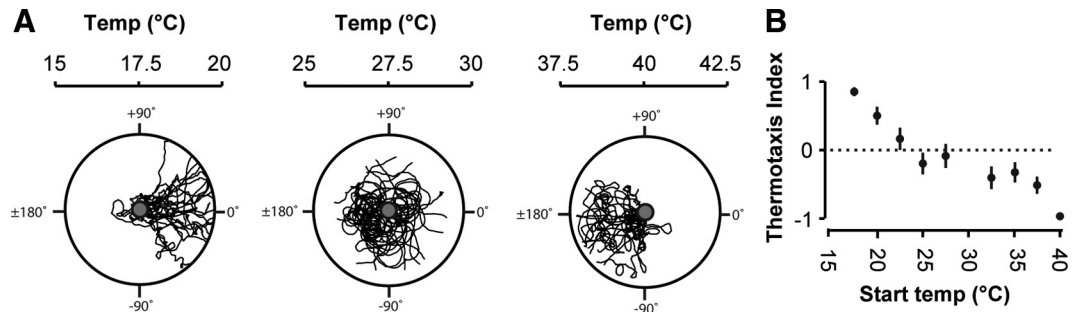 A
Temp (°C)
15 17.5 20
+90°
±180° 0°
-90°
Temp (°C)
25 27.5 30
+90°
±180° 0°
-90°
Temp (°C)
37.5 40 42.5
+90°
±180° 0°
-90°
B
Thermotaxis Index
1
0
-1
15 20 25 30 35 40
Start temp (°C)